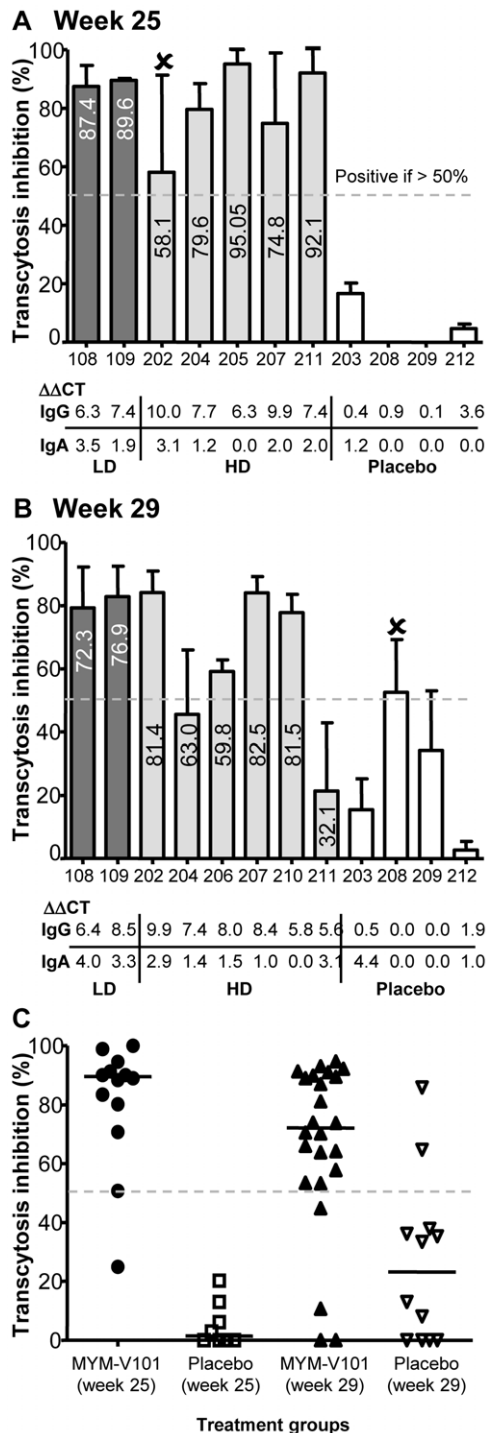 A Week 25
Transcytosis inhibition (%)
100
80
60
40
20
0
87.4
89.6
58.1
79.6
95.05
74.8
92.1
×
Positive if > 50%
108 109 202 204 205 207 211 203 208 209 212
ΔΔCT
IgG 6.3 7.4 10.0 7.7 6.3 9.9 7.4 0.4 0.9 0.1 3.6
IgA 3.5 1.9 3.1 1.2 0.0 2.0 2.0 1.2 0.0 0.0 0.0
LD HD Placebo
B Week 29
Transcytosis inhibition (%)
100
80
60
40
20
0
72.3
76.9
81.4
63.0
59.8
82.5
81.5
32.1
×
108 109 202 204 206 207 210 211 203 208 209 212
ΔΔCT
IgG 6.4 8.5 9.9 7.4 8.0 8.4 5.8 5.6 0.5 0.0 0.0 1.9
IgA 4.0 3.3 2.9 1.4 1.5 1.0 0.0 3.1 4.4 0.0 0.0 1.0
LD HD Placebo
C
Transcytosis inhibition (%)
100
80
60
40
20
0
MYM-V101 Placebo MYM-V101 Placebo
(week 25) (week 25) (week 29) (week 29)
Treatment groups